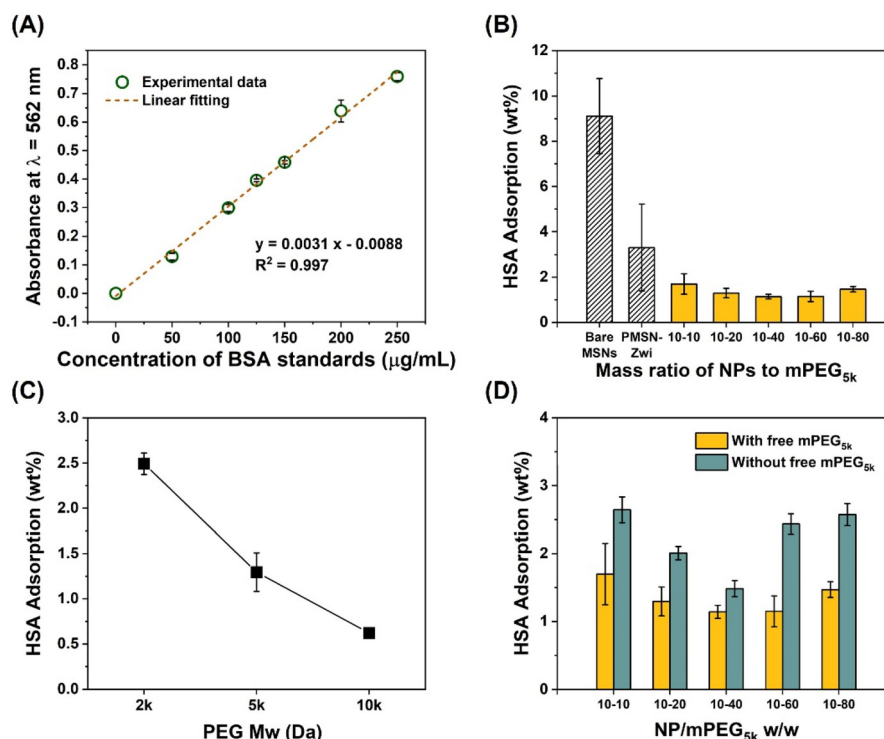 (A)
Absorbance at λ = 562 nm
0.8
0.7
0.6
0.5
0.4
0.3
0.2
0.1
0.0
-0.1
Experimental data
Linear fitting
y = 0.0031 x - 0.0088
R² = 0.997
0 50 100 150 200 250
Concentration of BSA standards (μg/mL)
(B)
HSA Adsorption (wt%)
12
10
8
6
4
2
0
Bare MSNs
PMSN-Zwi
10-10 10-20 10-40 10-60 10-80
Mass ratio of NPs to mPEG5k
(C)
HSA Adsorption (wt%)
3.0
2.5
2.0
1.5
1.0
0.5
0.0
2k 5k 10k
PEG Mw (Da)
(D)
HSA Adsorption (wt%)
4
3
2
1
0
With free mPEG5k
Without free mPEG5k
10-10 10-20 10-40 10-60 10-80
NP/mPEG5k w/w